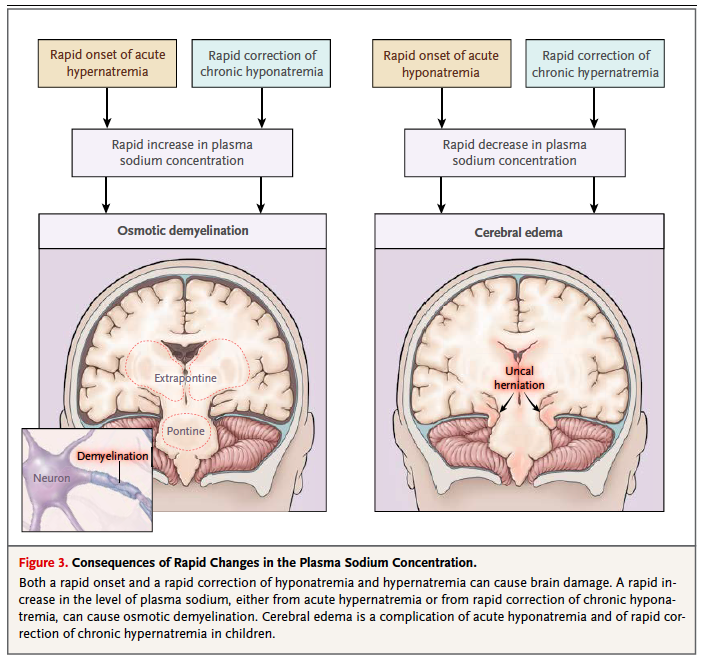 Rapid onset of acute
hypernatremia
Rapid correction of
chronic hyponatremia
Rapid increase in plasma
sodium concentration
Osmotic demyelination
Extrapontine
Pontine
Demyelination
Neuron
Rapid onset of acute
hyponatremia
Rapid correction of
chronic hypernatremia
Rapid decrease in plasma
sodium concentration
Cerebral edema
Uncal
herniation
Figure 3. Consequences of Rapid Changes in the Plasma Sodium Concentration.
Both a rapid onset and a rapid correction of hyponatremia and hypernatremia can cause brain damage. A rapid in-
crease in the level of plasma sodium, either from acute hypernatremia or from rapid correction of chronic hypona-
tremia, can cause osmotic demyelination. Cerebral edema is a complication of acute hyponatremia and of rapid cor-
rection of chronic hypernatremia in children.